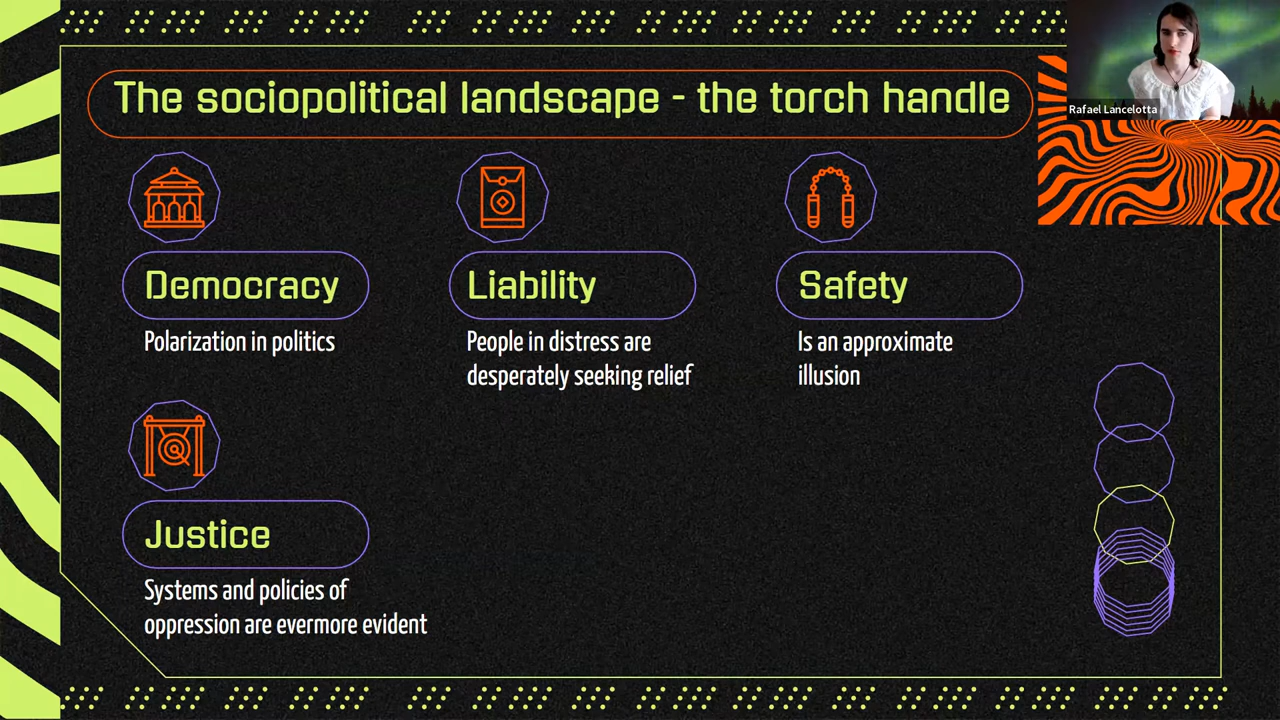 The sociopolitical landscape - the torch handle
Rafael Lancelotta
Democracy
Polarization in politics
Liability
People in distress are
desperately seeking relief
Safety
Is an approximate
illusion
Justice
Systems and policies of
oppression are evermore evident